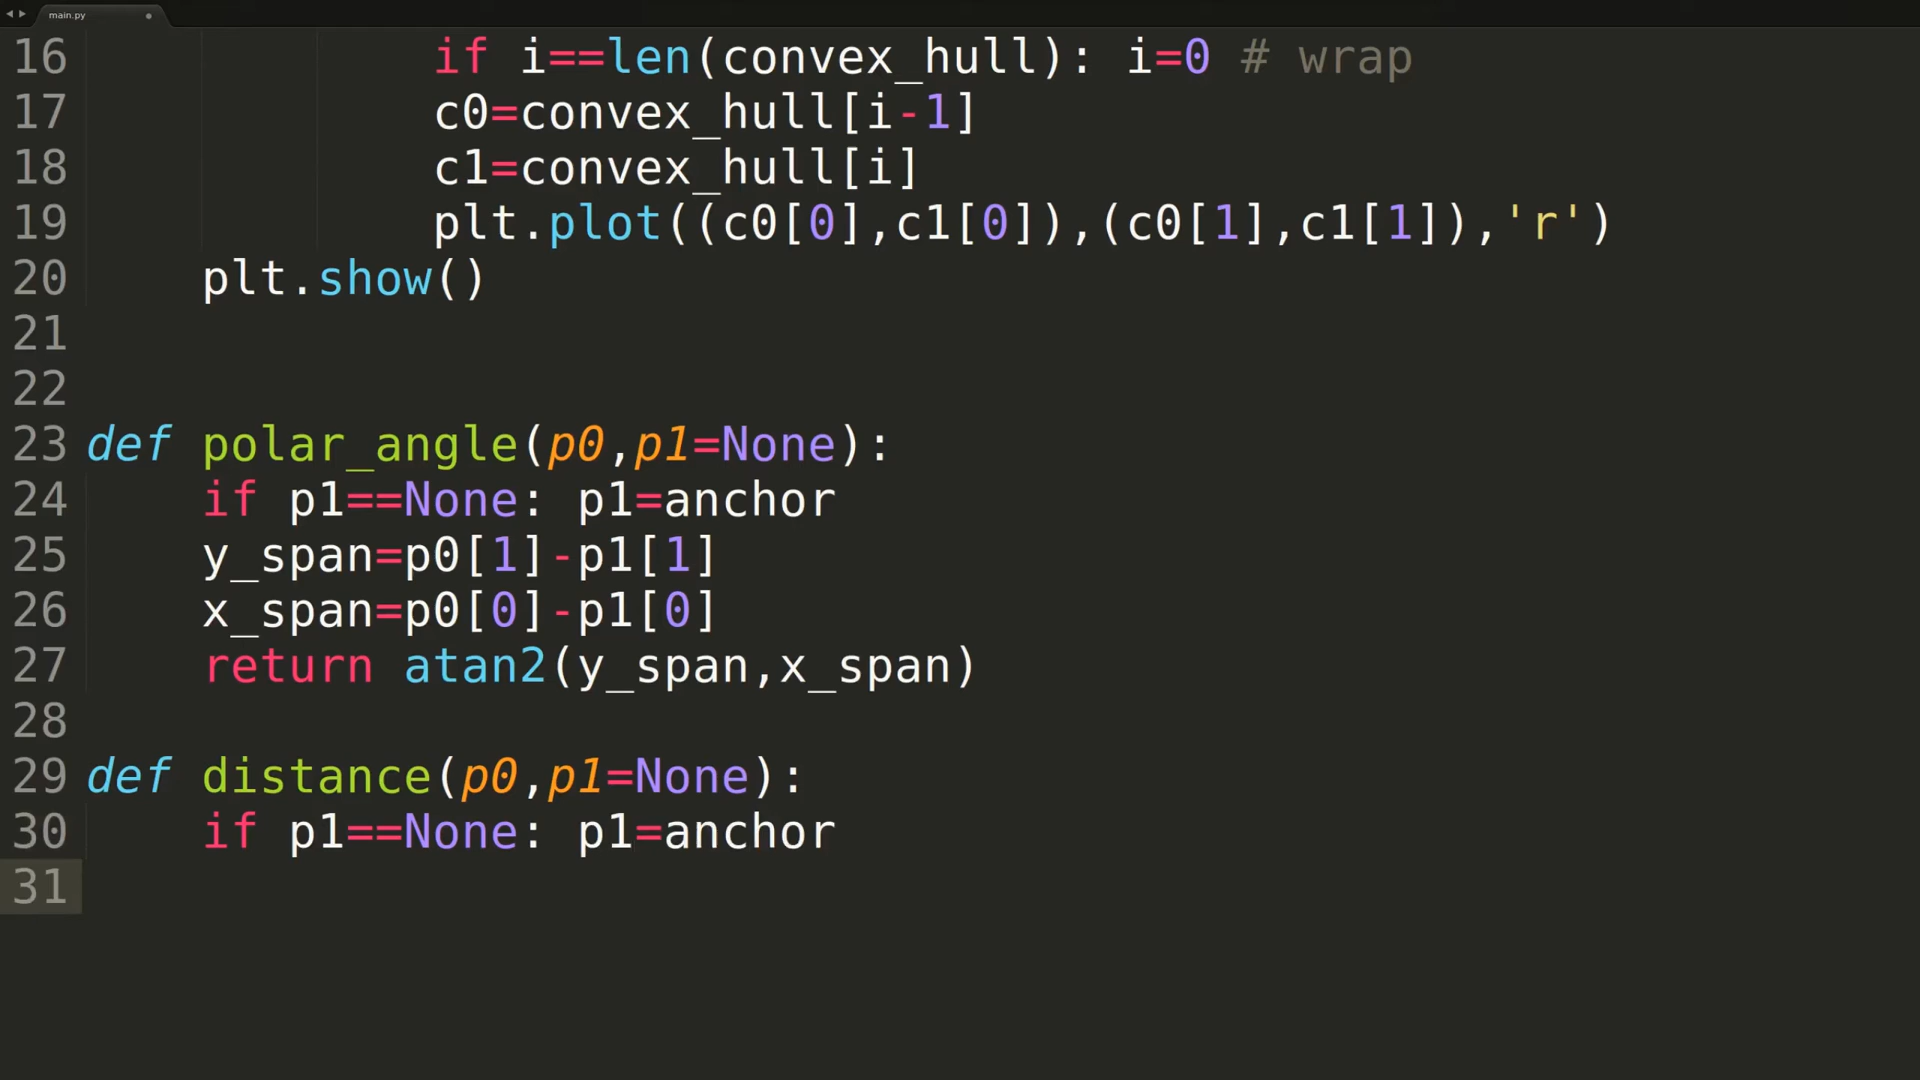 main.py
16 if i==len(convex_hull): i=0 # wrap
17 c0=convex_hull[i-1]
18 c1=convex_hull[i]
19 plt.plot((c0[0],c1[0]),(c0[1],c1[1]),'r')
20 plt.show()
21
22
23 def polar_angle(p0,p1=None):
24 if p1==None: p1=anchor
25 y_span=p0[1]-p1[1]
26 x_span=p0[0]-p1[0]
27 return atan2(y_span,x_span)
28
29 def distance(p0,p1=None):
30 if p1==None: p1=anchor
31